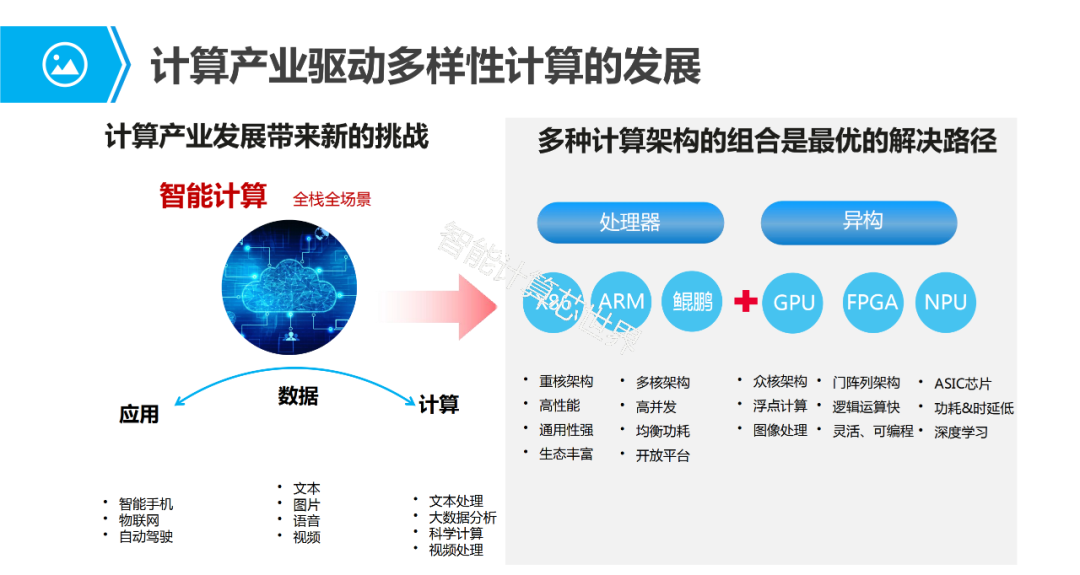 计算产业驱动多样性计算的发展
计算产业发展带来新的挑战
智能计算 全栈全场景
数据
应用
计算
• 智能手机
• 物联网
• 自动驾驶
• 文本
• 图片
• 语音
• 视频
• 文本处理
• 大数据分析
• 科学计算
• 视频处理
多种计算架构的组合是最优的解决路径
处理器
异构
X86 ARM 鲲鹏 + GPU FPGA NPU
• 重核架构
• 高性能
• 通用性强
• 生态丰富
• 多核架构
• 高并发
• 均衡功耗
• 开放平台
• 众核架构
• 浮点计算
• 图像处理
• 门阵列架构
• 逻辑运算快
• 灵活、可编程
• ASIC芯片
• 功耗&时延低
• 深度学习
智能计算芯世界